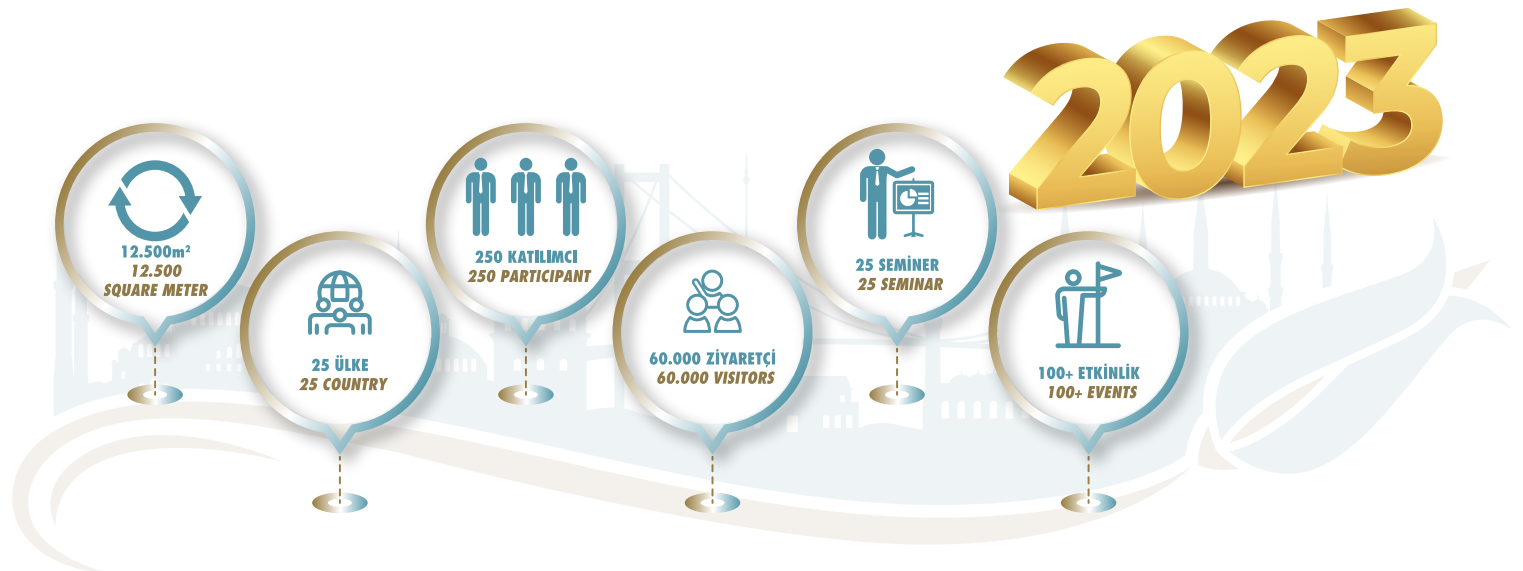 2023
12.500m²
12.500
SQUARE METER
25 ÜLKE
25 COUNTRY
250 KATILIMCI
250 PARTICIPANT
60.000 ZİYARETÇİ
60.000 VISITORS
25 SEMİNER
25 SEMINAR
100+ ETKİNLİK
100+ EVENTS